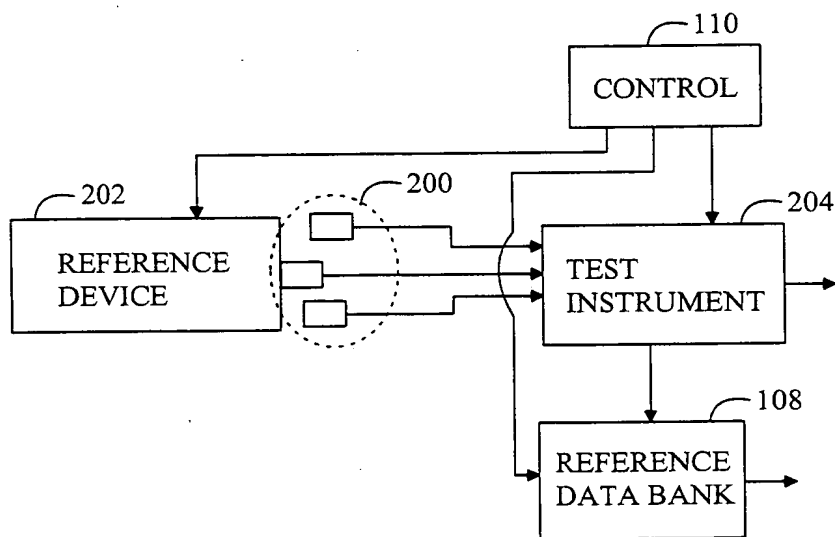 110
CONTROL
202
200
204
REFERENCE
DEVICE
TEST
INSTRUMENT
108
REFERENCE
DATA BANK